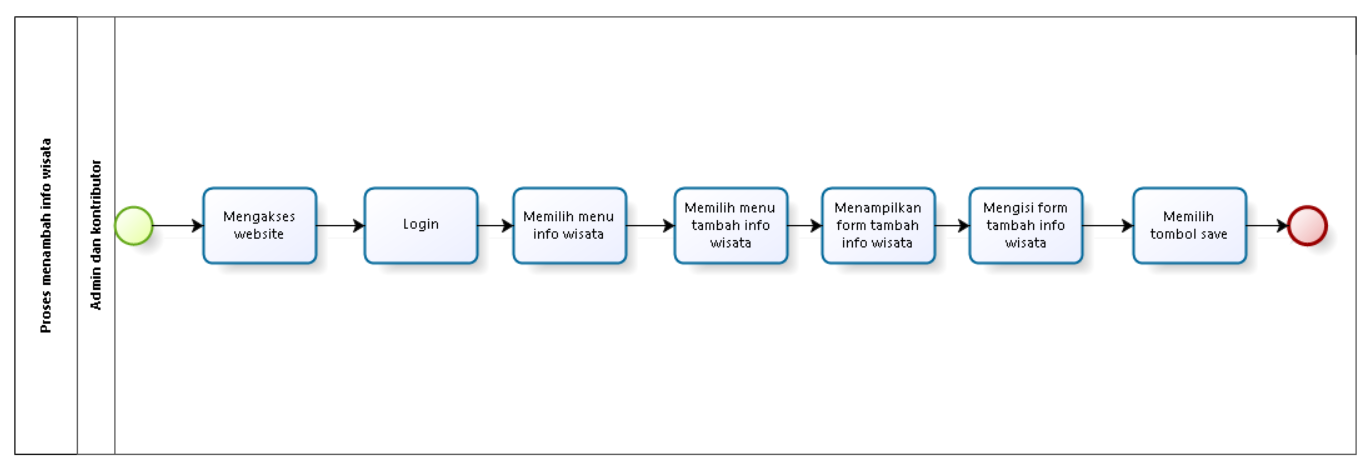 Proses menambah info wisata
Admin dan kontributor
Mengakses
website
Login
Memilih menu
info wisata
Memilih menu
tambah info
wisata
Menampilkan
form tambah
info wisata
Mengisi form
tambah info
wisata
Memilih
tombol save